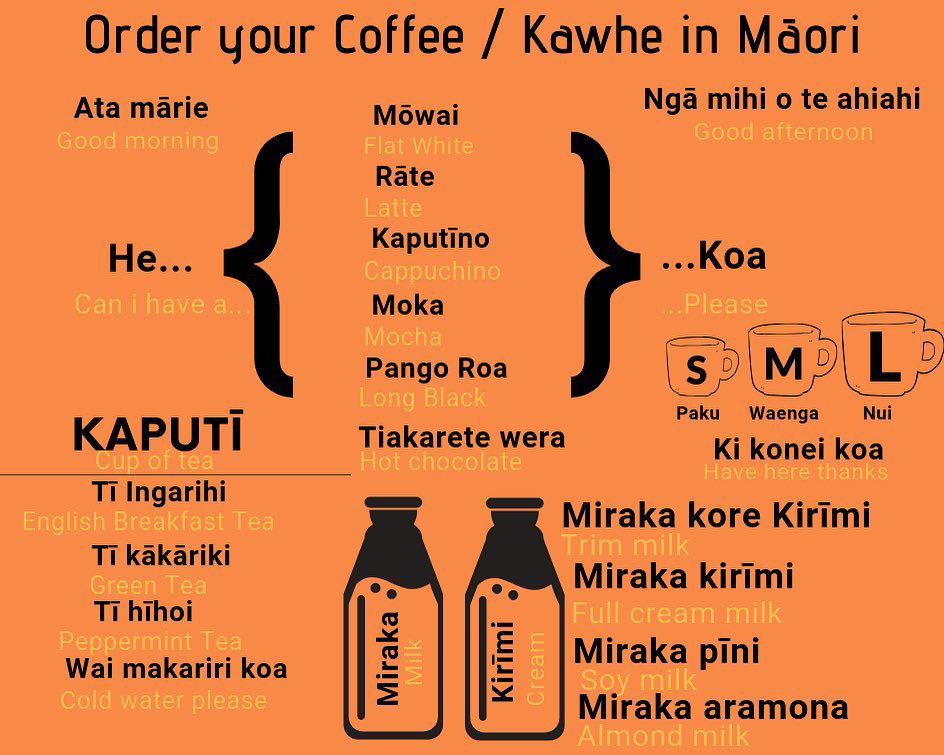 Order your Coffee / Kawhe in Māori
Ata mārie
Good morning
He...
Can i have a...
Mōwai
Flat White
Rāte
Latte
Kaputīno
Cappuchino
Moka
Mocha
Pango Roa
Long Black
Tiakarete wera
Hot chocolate
Ngā mihi o te ahiahi
Good afternoon
...Koa
...Please
S M L
Paku Waenga Nui
Ki konei koa
Have here thanks
KAPUTĪ
Cup of tea
Tī Ingarihi
English Breakfast Tea
Tī kākāriki
Green Tea
Tī hīhoi
Peppermint Tea
Wai makariri koa
Cold water please
Miraka
Milk
Kirīmi
Cream
Miraka kore Kirīmi
Trim milk
Miraka kirīmi
Full cream milk
Miraka pīni
Soy milk
Miraka aramona
Almond milk